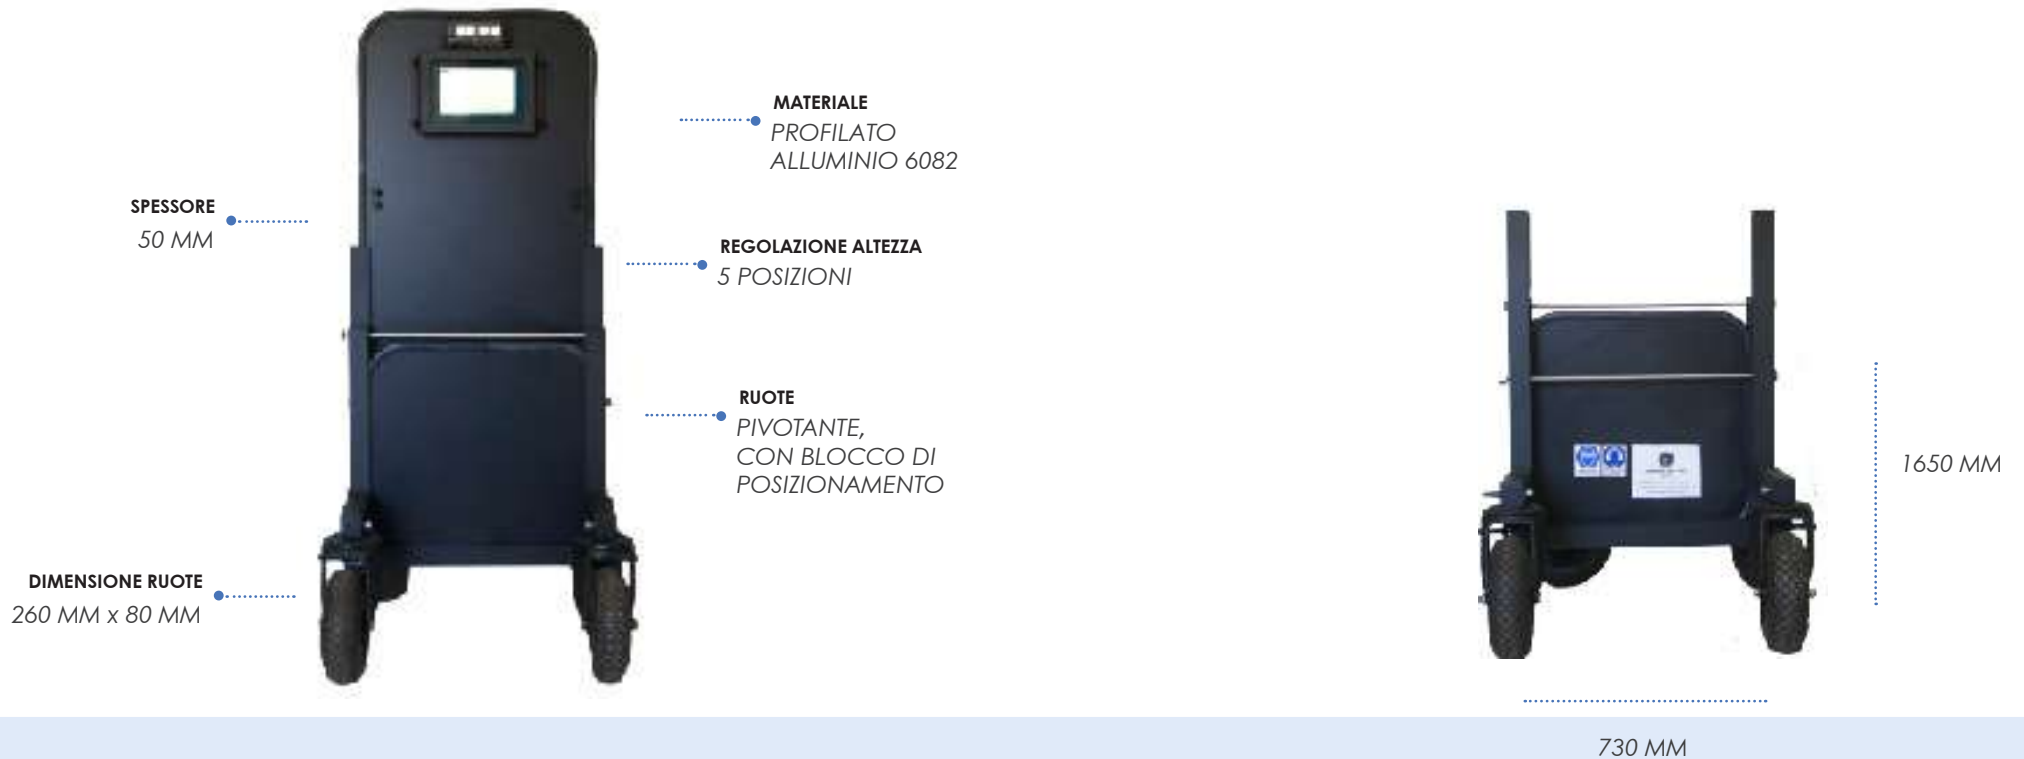 MATERIALE
PROFILATO
ALLUMINIO 6082
SPESSORE
50 MM
REGOLAZIONE ALTEZZA
5 POSIZIONI
RUOTE
PIVOTANTE,
CON BLOCCO DI
POSIZIONAMENTO
DIMENSIONE RUOTE
260 MM x 80 MM
1650 MM
730 MM